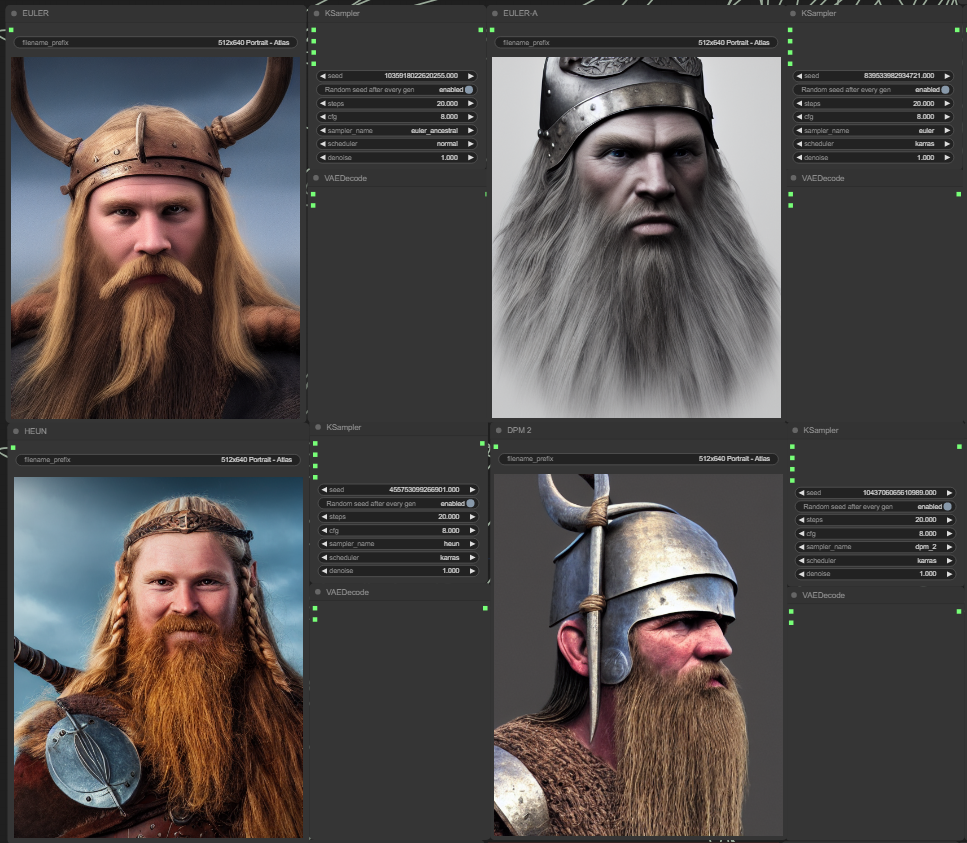 EULER
filename_prefix 512x640 Portrait - Atlas
KSampler
seed 1035918022620255.000
Random seed after every gen enabled
steps 20.000
cfg 8.000
sampler_name euler_ancestral
scheduler normal
denoise 1.000
VAEDecode
EULER-A
filename_prefix 512x640 Portrait - Atlas
KSampler
seed 839533982934721.000
Random seed after every gen enabled
steps 20.000
cfg 8.000
sampler_name euler
scheduler karras
denoise 1.000
VAEDecode
HEUN
filename_prefix 512x640 Portrait - Atlas
KSampler
seed 455753099266901.000
Random seed after every gen enabled
steps 20.000
cfg 8.000
sampler_name heun
scheduler karras
denoise 1.000
VAEDecode
DPM 2
filename_prefix 512x640 Portrait - Atlas
KSampler
seed 1043706065610989.000
Random seed after every gen enabled
steps 20.000
cfg 8.000
sampler_name dpm_2
scheduler karras
denoise 1.000
VAEDecode